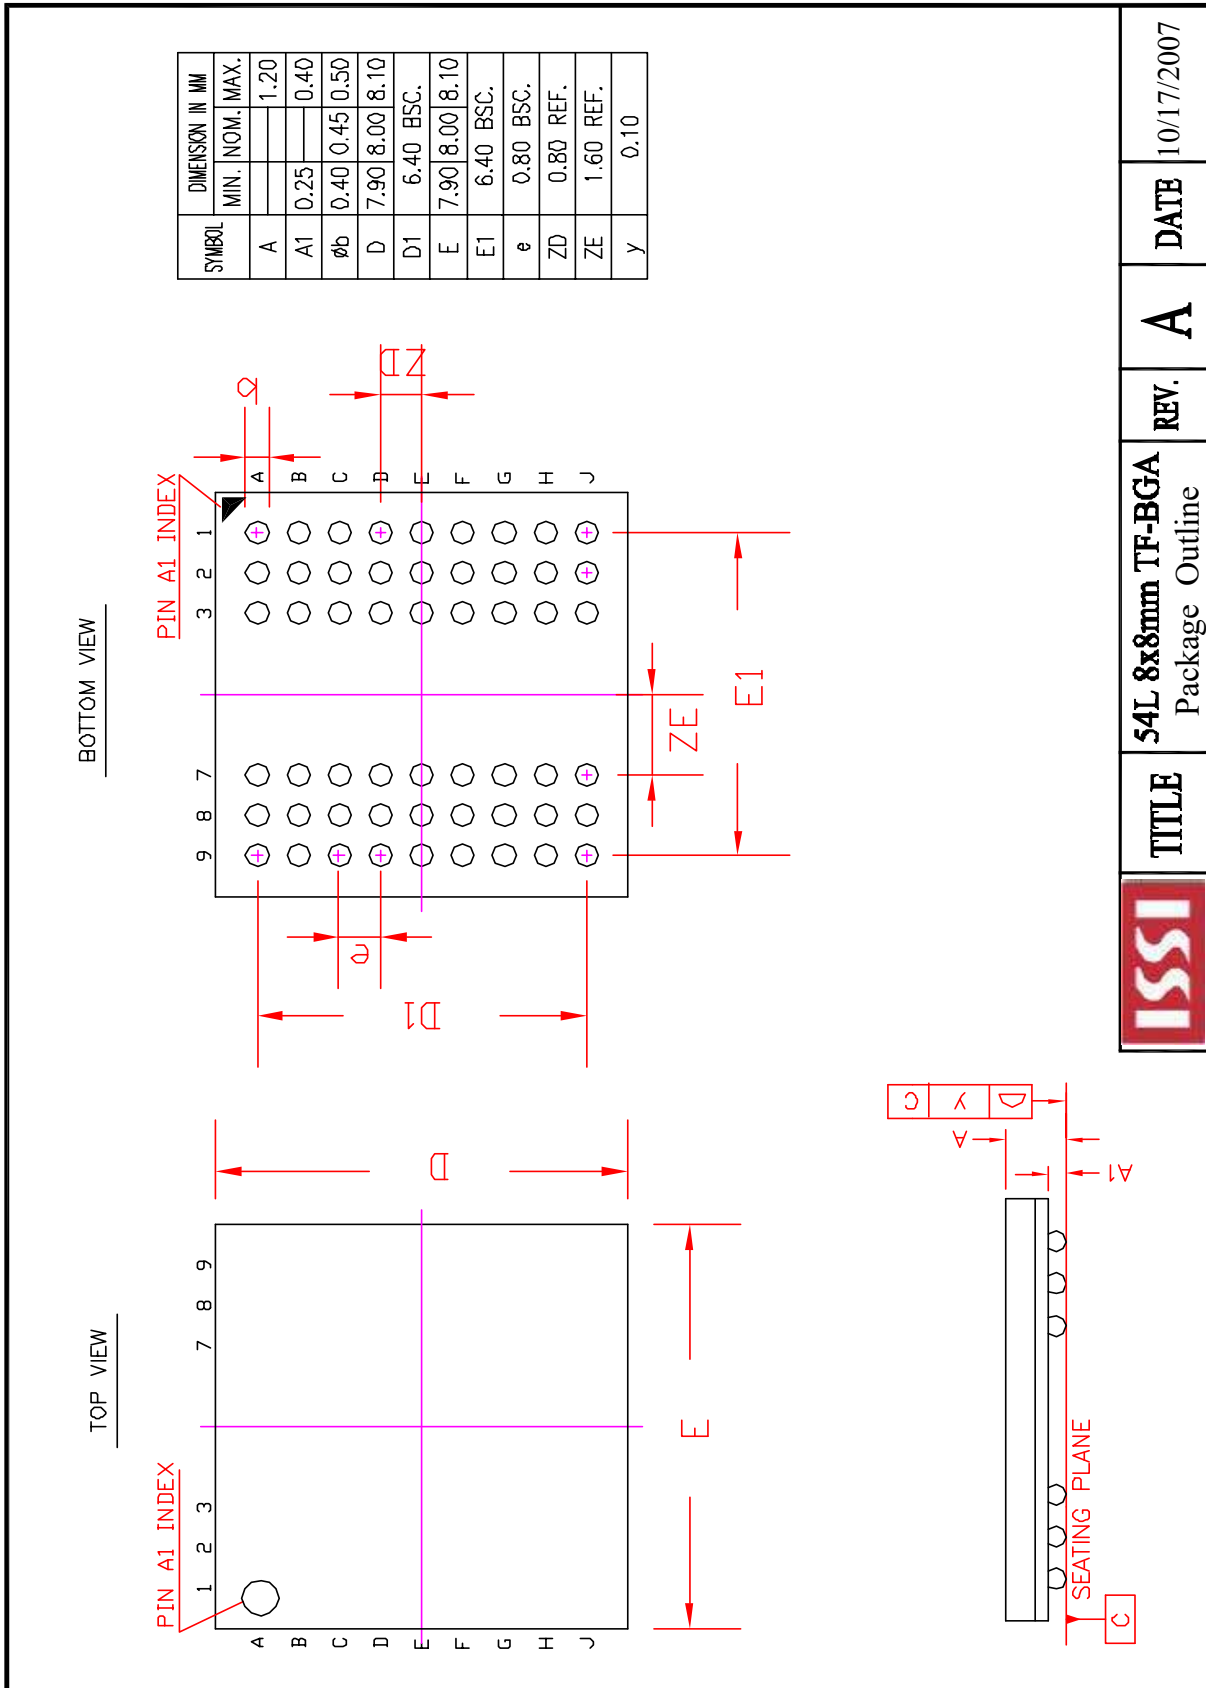 TOP VIEW
PIN A1 INDEX
1 2 3 7 8 9
A
B
C
D
E
F
G
H
J
D
E
BOTTOM VIEW
PIN A1 INDEX
9 8 7 3 2 1
A
B
C
D
E
F
G
H
J
b
e
D1
ZD
ZE
E1
SYMBOL DIMENSION IN MM
MIN. NOM. MAX.
A 1.20
A1 0.25 0.40
øb 0.40 0.45 0.50
D 7.90 8.00 8.10
D1 6.40 BSC.
E 7.90 8.00 8.10
E1 6.40 BSC.
e 0.80 BSC.
ZD 0.80 REF.
ZE 1.60 REF.
y 0.10
C y
A
A1
SEATING PLANE
C
ISSI
TITLE
54L 8x8mm TF-BGA
Package Outline
REV.
A
DATE
10/17/2007